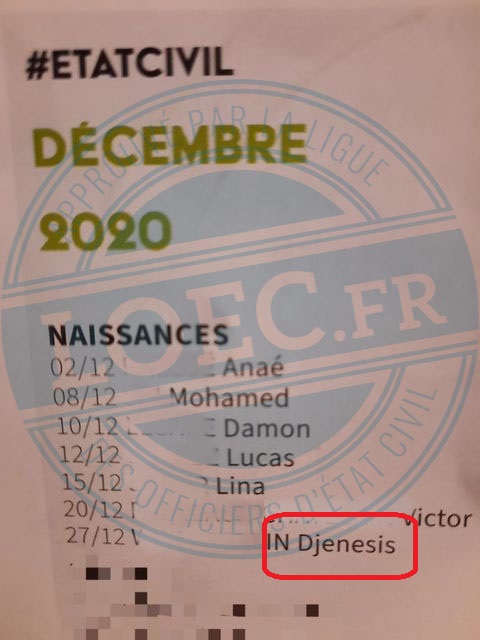 #ETATCIVIL
DÉCEMBRE
2020
NAISSANCES
02/12 Anaé
08/12 Mohamed
10/12 Damon
12/12 Lucas
15/12 Lina
20/12 Victor
27/12 IN Djenesis
APPROUVÉ PAR LA LIGUE
LOEC.FR
DES OFFICIERS D'ÉTAT CIVIL